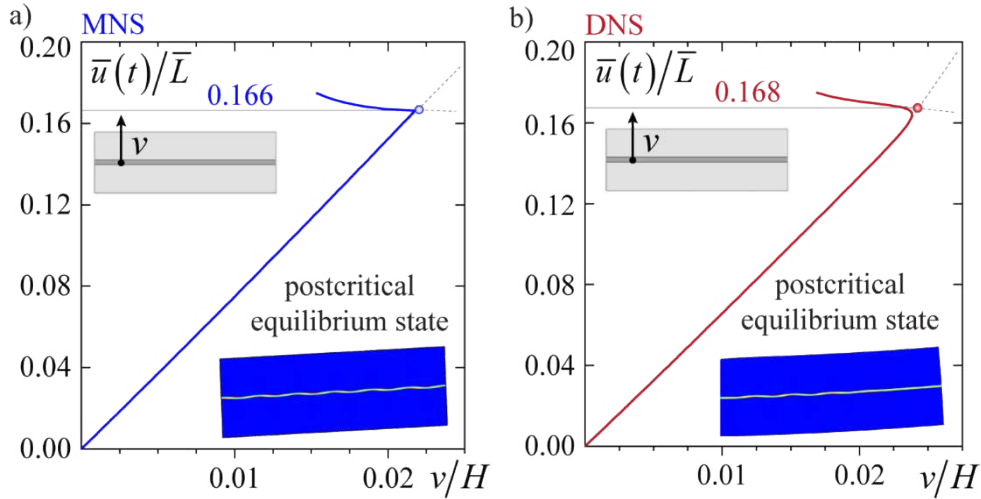 a) MNS
0.20
u̅(t)/L̅
0.166
0.16
v
0.12
0.08
postcritical
equilibrium state
0.04
0.00
0.01
0.02
v/H
b) DNS
0.20
u̅(t)/L̅
0.168
0.16
v
0.12
0.08
postcritical
equilibrium state
0.04
0.00
0.01
0.02
v/H